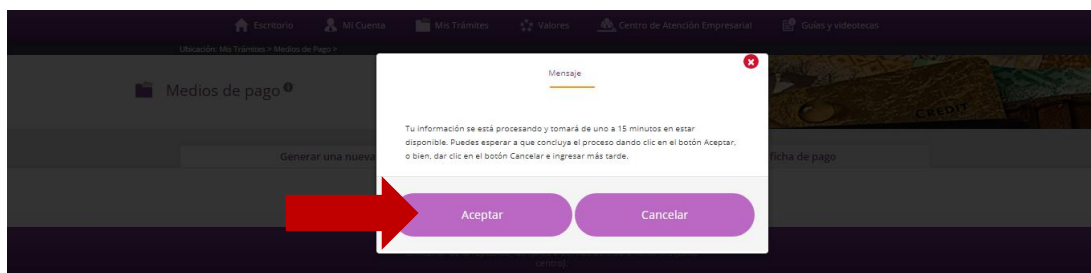 Escritorio Mi Cuenta Mis Trámites Valores Centro de Atención Empresarial Guías y videotecas
Ubicación: Mis Trámites > Medios de Pago >
Mensaje
Medios de pago
CREDIT
Tu información se está procesando y tomará de uno a 15 minutos en estar
disponible. Puedes esperar a que concluya el proceso dando clic en el botón Aceptar,
o bien, dar clic en el botón Cancelar e ingresar más tarde.
Generar una nueva
ficha de pago
Aceptar Cancelar
central.